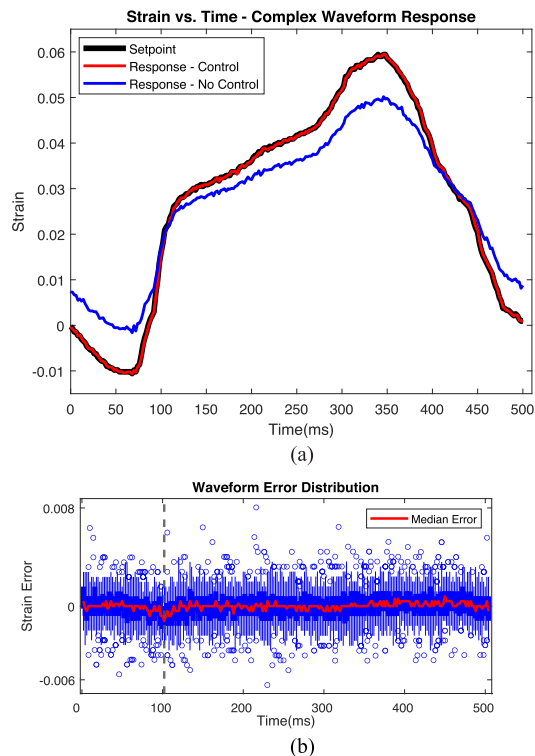 Strain vs. Time - Complex Waveform Response
Setpoint
Response - Control
Response - No Control
0.06
0.05
0.04
0.03
0.02
0.01
0
-0.01
Strain
0 50 100 150 200 250 300 350 400 450 500
Time(ms)
(a)
Waveform Error Distribution
Median Error
0.008
0
-0.006
Strain Error
0 100 200 300 400 500
Time(ms)
(b)